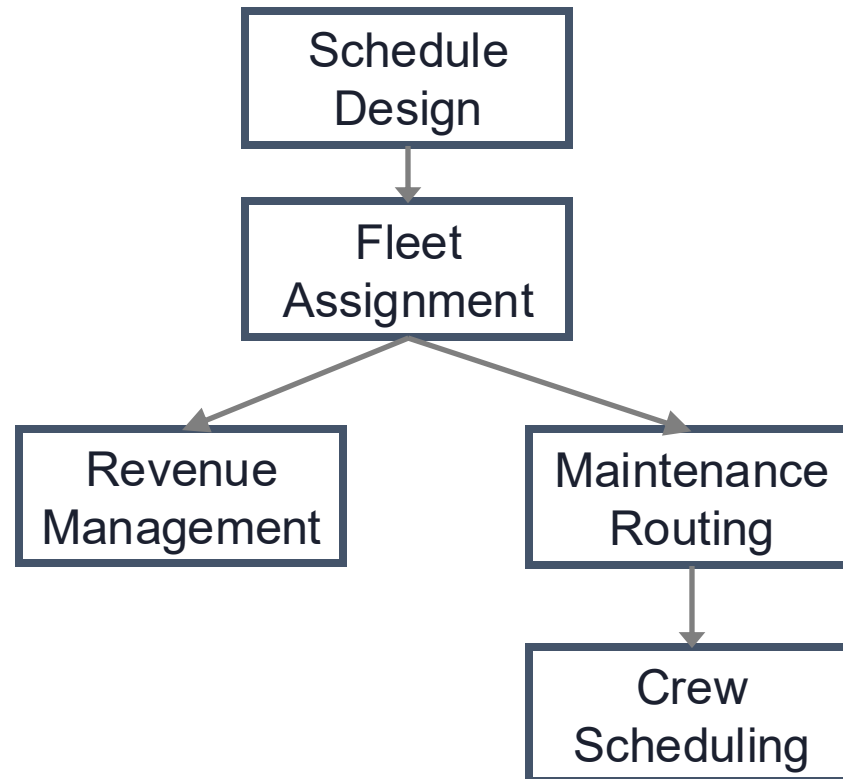 Schedule
Design
Fleet
Assignment
Revenue
Management
Maintenance
Routing
Crew
Scheduling